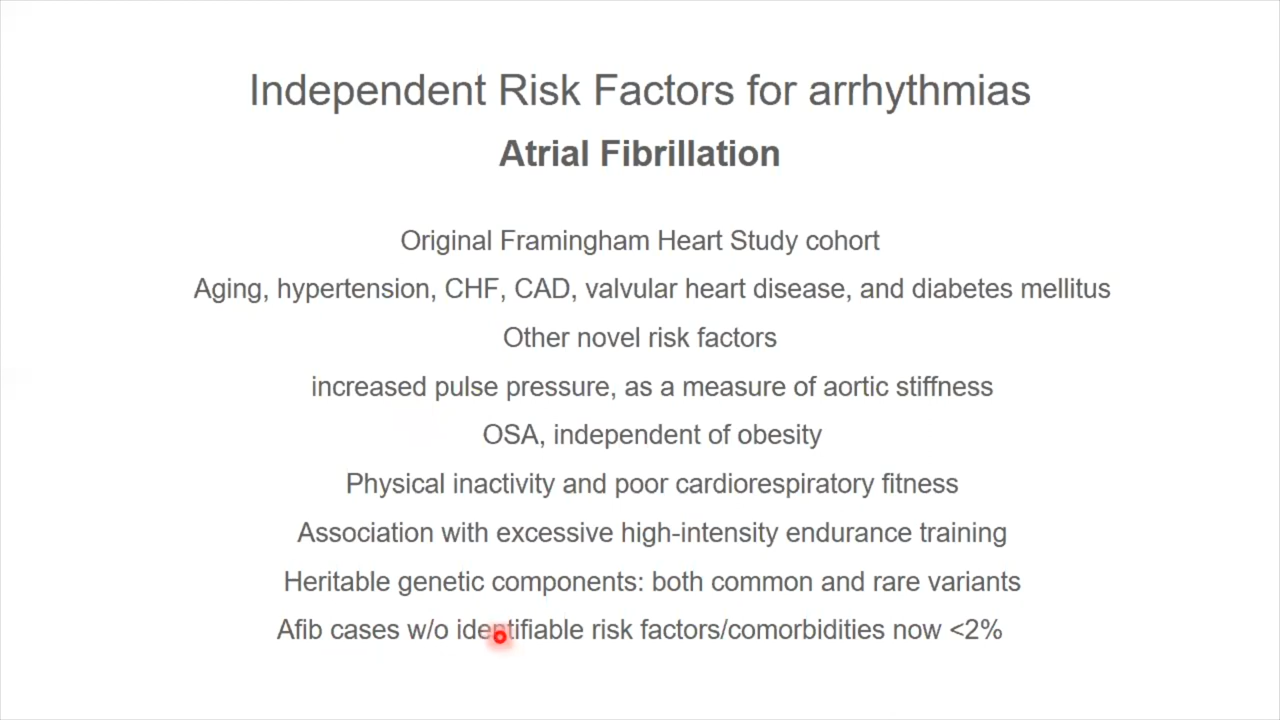 Independent Risk Factors for arrhythmias
Atrial Fibrillation
Original Framingham Heart Study cohort
Aging, hypertension, CHF, CAD, valvular heart disease, and diabetes mellitus
Other novel risk factors
increased pulse pressure, as a measure of aortic stiffness
OSA, independent of obesity
Physical inactivity and poor cardiorespiratory fitness
Association with excessive high-intensity endurance training
Heritable genetic components: both common and rare variants
Afib cases w/o identifiable risk factors/comorbidities now <2%